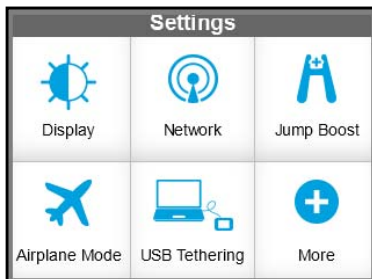 Settings
Display
Network
Jump Boost
Airplane Mode
USB Tethering
More